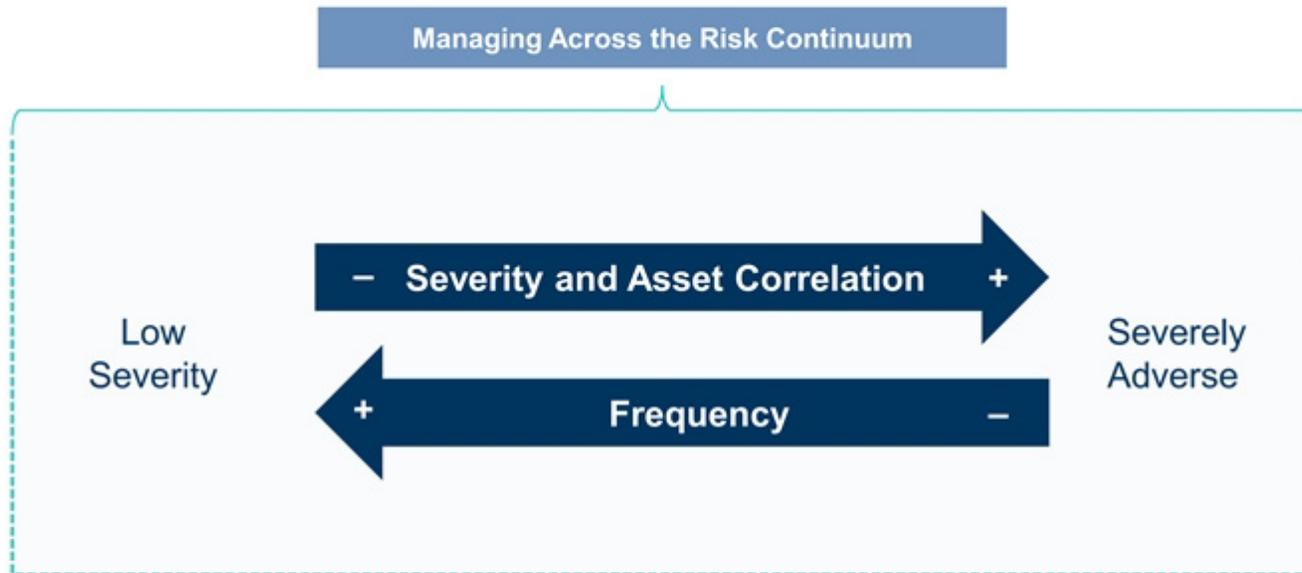 Managing Across the Risk Continuum
– Severity and Asset Correlation +
Low
Severity
Severely
Adverse
+ Frequency –